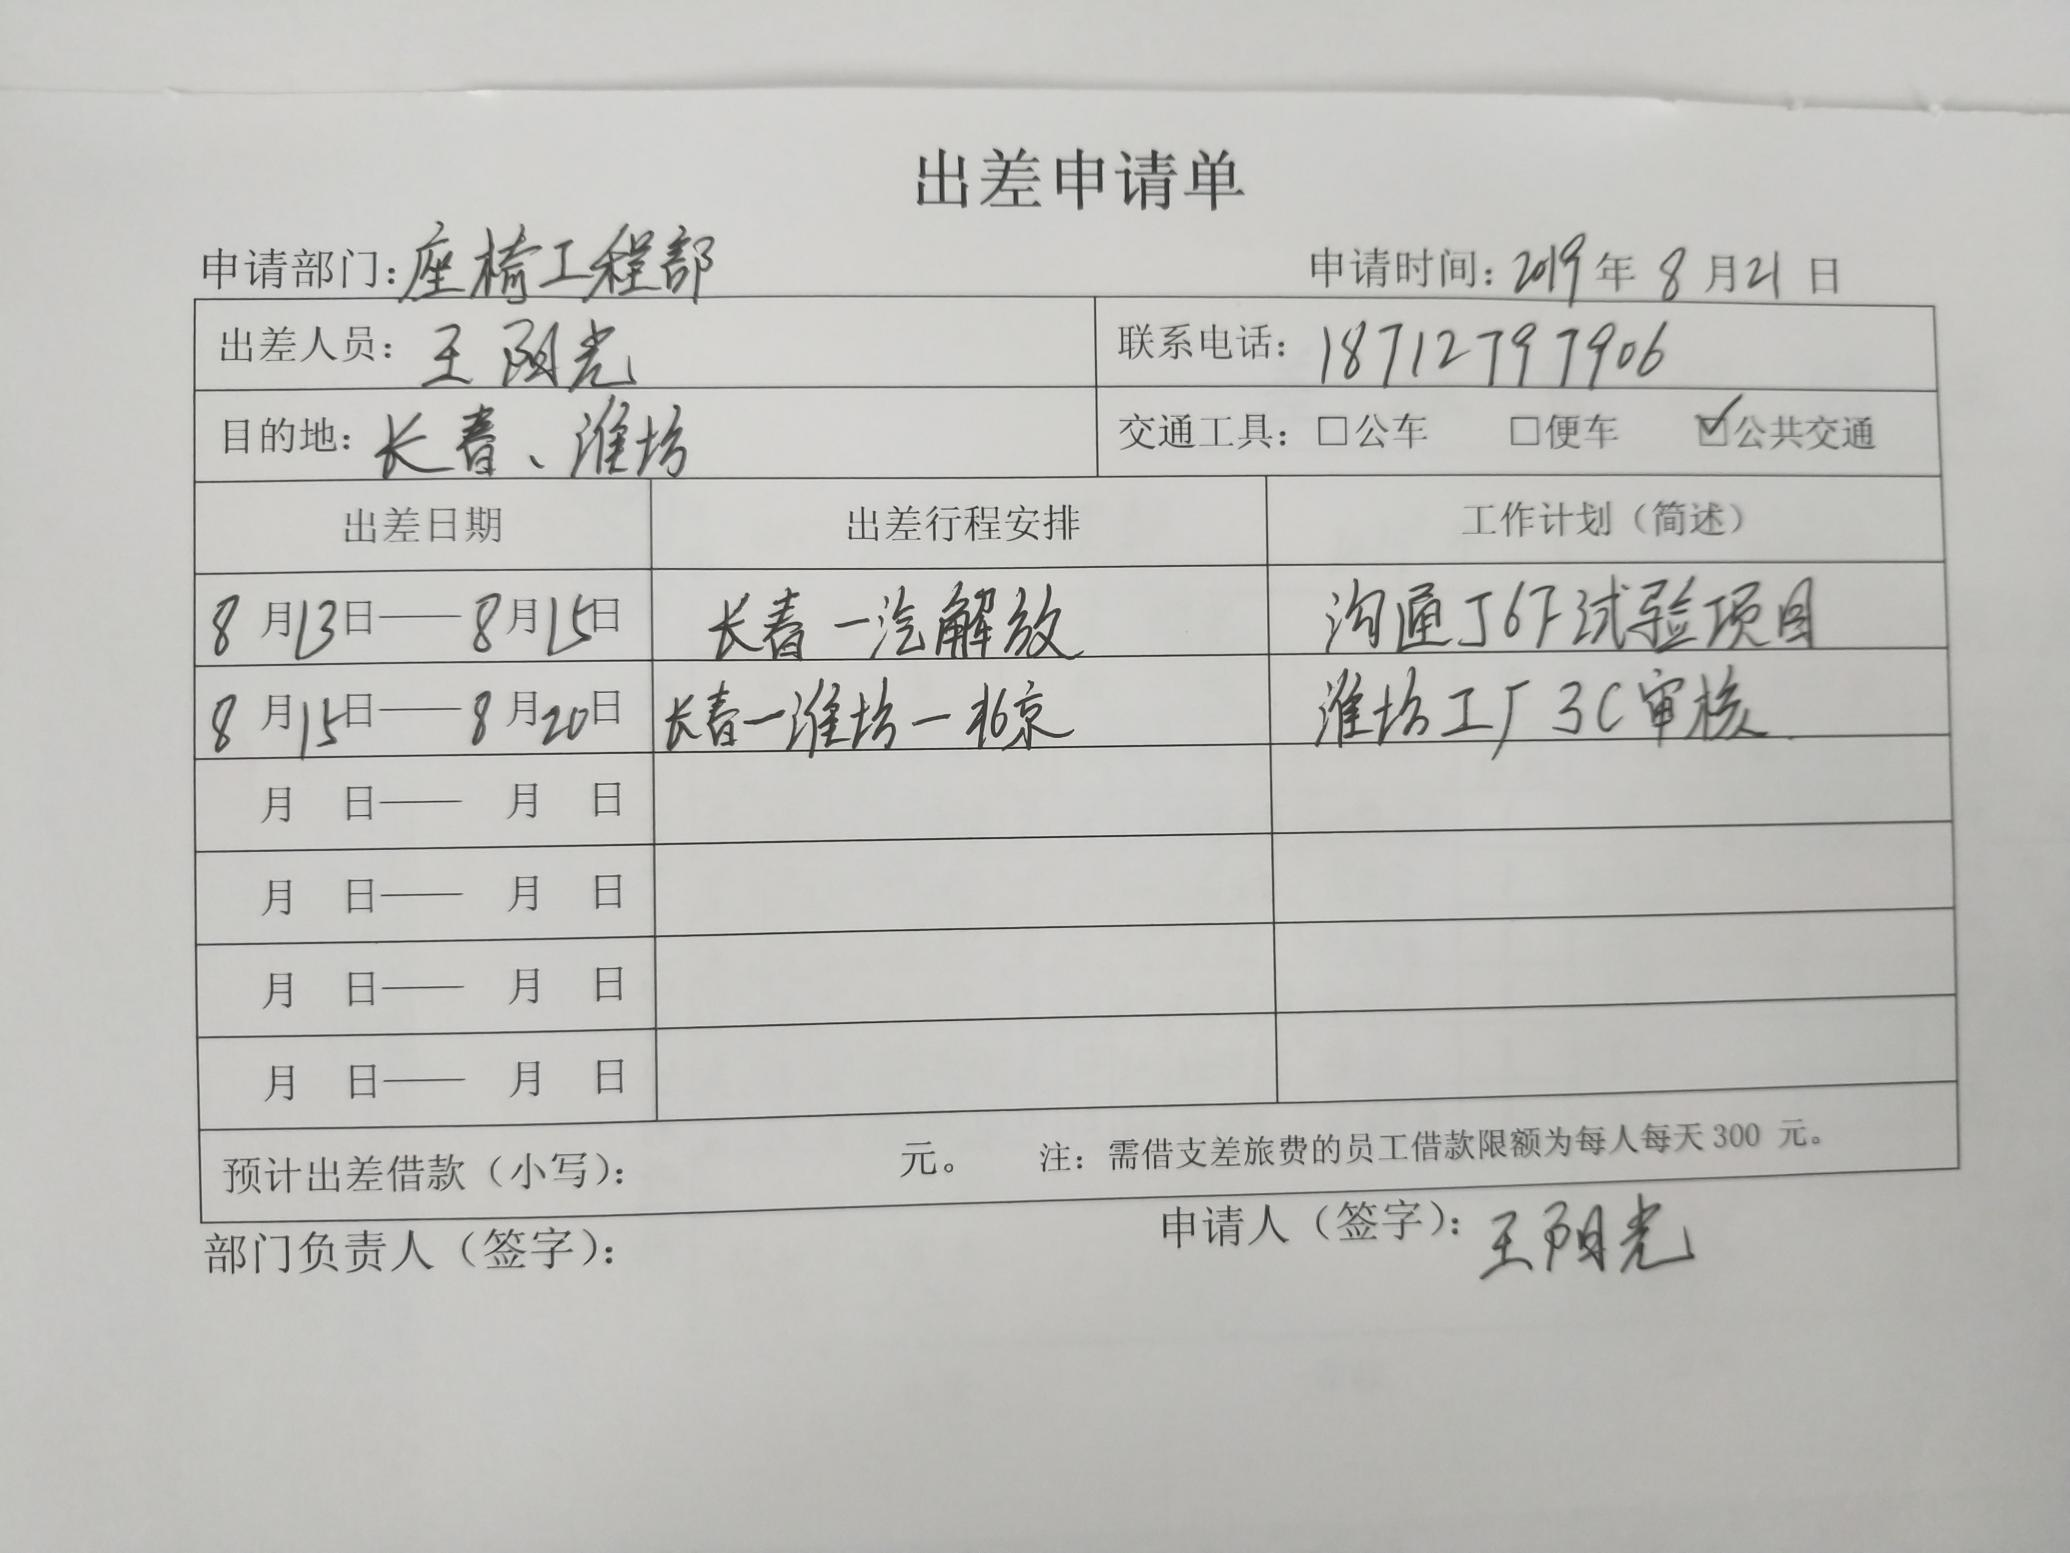 出差申请单
申请部门：座椅工程部 申请时间：2019年8月21日
出差人员：王阳光 联系电话：18712797906
目的地：长春、潍坊 交通工具：□公车 □便车 ☑公共交通
出差日期 出差行程安排 工作计划（简述）
8月13日——8月15日 长春一汽解放 沟通J6F试验项目
8月15日——8月20日 长春—潍坊—北京 潍坊工厂3C审核
月 日—— 月 日
月 日—— 月 日
月 日—— 月 日
月 日—— 月 日
预计出差借款（小写）： 元。 注：需借支差旅费的员工借款限额为每人每天300 元。
部门负责人（签字）： 申请人（签字）：王阳光